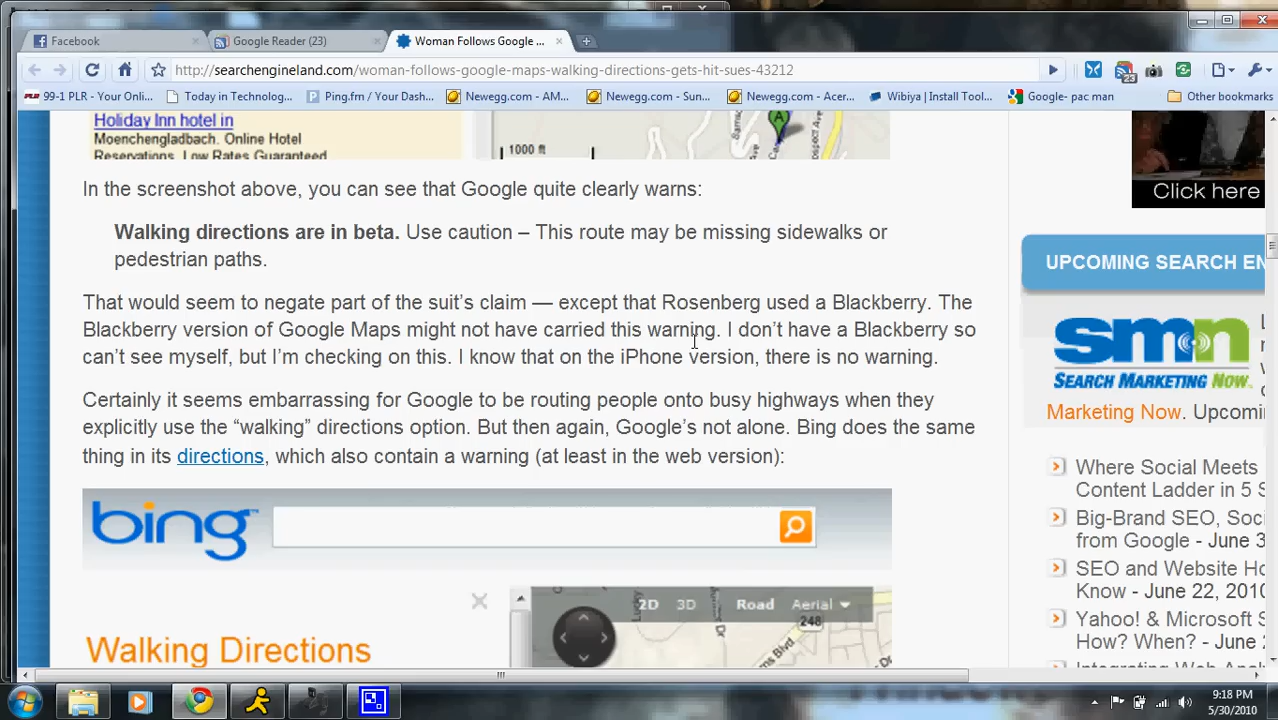 Facebook
Google Reader (23)
Woman Follows Google ...
http://searchengineland.com/woman-follows-google-maps-walking-directions-gets-hit-sues-43212
23
99-1 PLR - Your Onli...
Today in Technolog...
Ping.fm / Your Dash...
Newegg.com - AM...
Newegg.com - Sun...
Newegg.com - Acer...
Wibiya | Install Tool...
Google- pac man
Other bookmarks
Holiday Inn hotel in
Moenchengladbach. Online Hotel
Reservations. Low Rates Guaranteed
1000 ft
A
Click here
In the screenshot above, you can see that Google quite clearly warns:
Walking directions are in beta. Use caution – This route may be missing sidewalks or
pedestrian paths.
That would seem to negate part of the suit's claim — except that Rosenberg used a Blackberry. The
Blackberry version of Google Maps might not have carried this warning. I don't have a Blackberry so
can't see myself, but I'm checking on this. I know that on the iPhone version, there is no warning.
Certainly it seems embarrassing for Google to be routing people onto busy highways when they
explicitly use the “walking” directions option. But then again, Google's not alone. Bing does the same
thing in its directions, which also contain a warning (at least in the web version):
bing
2D 3D Road Aerial
248
Walking Directions
UPCOMING SEARCH EN
smn
SEARCH MARKETING NOW
Marketing Now. Upcomi
Where Social Meets
Content Ladder in 5 S
Big-Brand SEO, Soc
from Google - June 3
SEO and Website Ho
Know - June 22, 2010
Yahoo! & Microsoft S
How? When? - June
Integrating Web Anal
9:18 PM
5/30/2010